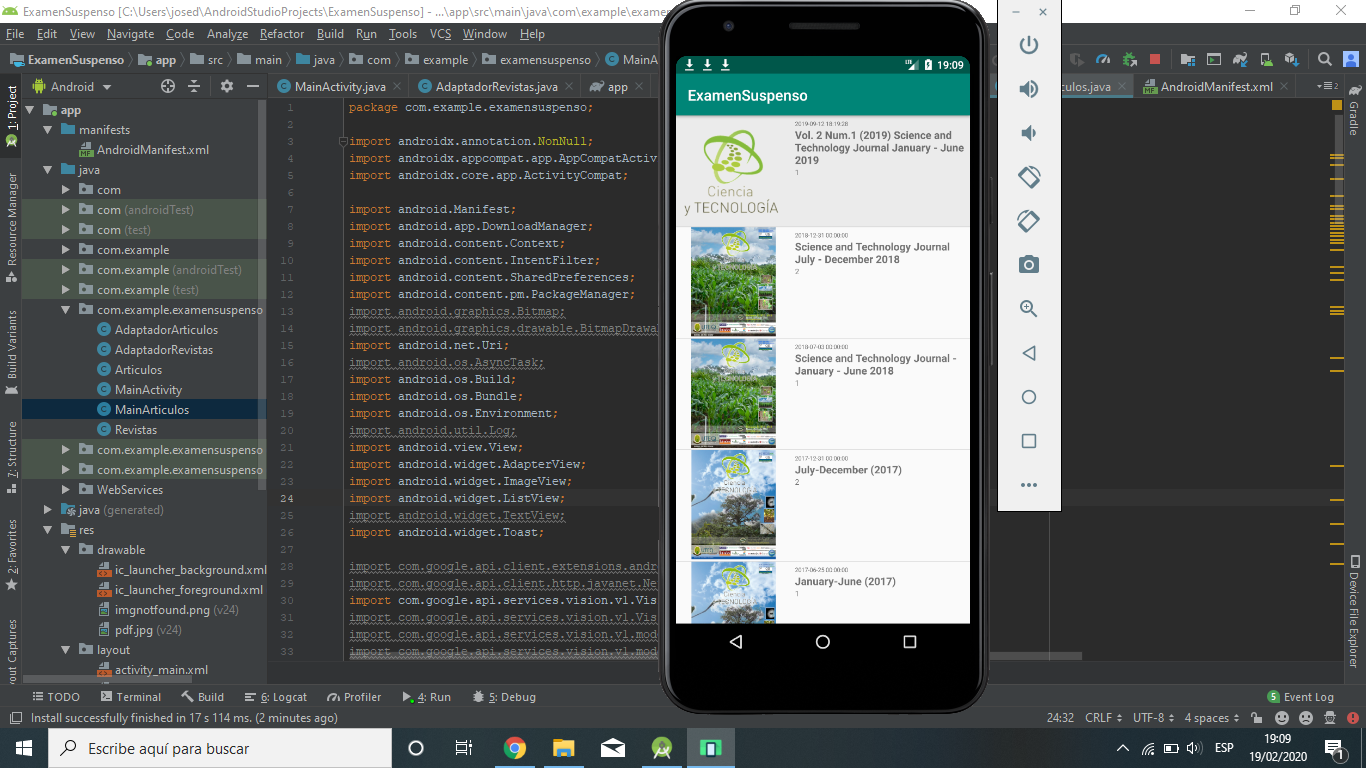 ExamenSuspenso [C:\Users\josed\AndroidStudioProjects\ExamenSuspenso] - ...\app\src\main\java\com\example\examen
File Edit View Navigate Code Analyze Refactor Build Run Tools VCS Window Help
ExamenSuspenso app src main java com example examensuspenso MainA
Android
MainActivity.java AdaptadorRevistas.java app culos.java AndroidManifest.xml
1: Project
Resource Manager
Build Variants
7: Structure
2: Favorites
out Captures
app
manifests
AndroidManifest.xml
java
com
com (androidTest)
com (test)
com.example
com.example (androidTest)
com.example (test)
com.example.examensuspenso
AdaptadorArticulos
AdaptadorRevistas
Articulos
MainActivity
MainArticulos
Revistas
com.example.examensuspenso
com.example.examensuspenso
WebServices
java (generated)
res
drawable
ic_launcher_background.xml
ic_launcher_foreground.xml
imgnotfound.png (v24)
pdf.jpg (v24)
layout
activity_main.xml
1 package com.example.examensuspenso;
2
3 import androidx.annotation.NonNull;
4 import androidx.appcompat.app.AppCompatActiv
5 import androidx.core.app.ActivityCompat;
6
7 import android.Manifest;
8 import android.app.DownloadManager;
9 import android.content.Context;
10 import android.content.IntentFilter;
11 import android.content.SharedPreferences;
12 import android.content.pm.PackageManager;
13 import android.graphics.Bitmap;
14 import android.graphics.drawable.BitmapDrawa
15 import android.net.Uri;
16 import android.os.AsyncTask;
17 import android.os.Build;
18 import android.os.Bundle;
19 import android.os.Environment;
20 import android.util.Log;
21 import android.view.View;
22 import android.widget.AdapterView;
23 import android.widget.ImageView;
24 import android.widget.ListView;
25 import android.widget.TextView;
26 import android.widget.Toast;
27
28 import com.google.api.client.extensions.andr
29 import com.google.api.client.http.javanet.Ne
30 import com.google.api.services.vision.v1.Vis
31 import com.google.api.services.vision.v1.Vis
32 import com.google.api.services.vision.v1.mod
33 import com.google.api.services.vision.v1.mod
19:09
ExamenSuspenso
Ciencia
y TECNOLOGÍA
2019-09-12 18:19:28
Vol. 2 Num.1 (2019) Science and
Technology Journal January - June
2019
1
2018-12-31 00:00:00
Science and Technology Journal
July - December 2018
2
2018-07-03 00:00:00
Science and Technology Journal -
January - June 2018
1
2017-12-31 00:00:00
July-December (2017)
2
2017-06-25 00:00:00
January-June (2017)
1
Gradle
Device File Explorer
TODO Terminal Build 6: Logcat Profiler 4: Run 5: Debug 5 Event Log
Install successfully finished in 17 s 114 ms. (2 minutes ago) 24:32 CRLF UTF-8 4 spaces
Escribe aquí para buscar
ESP
19:09
19/02/2020
1